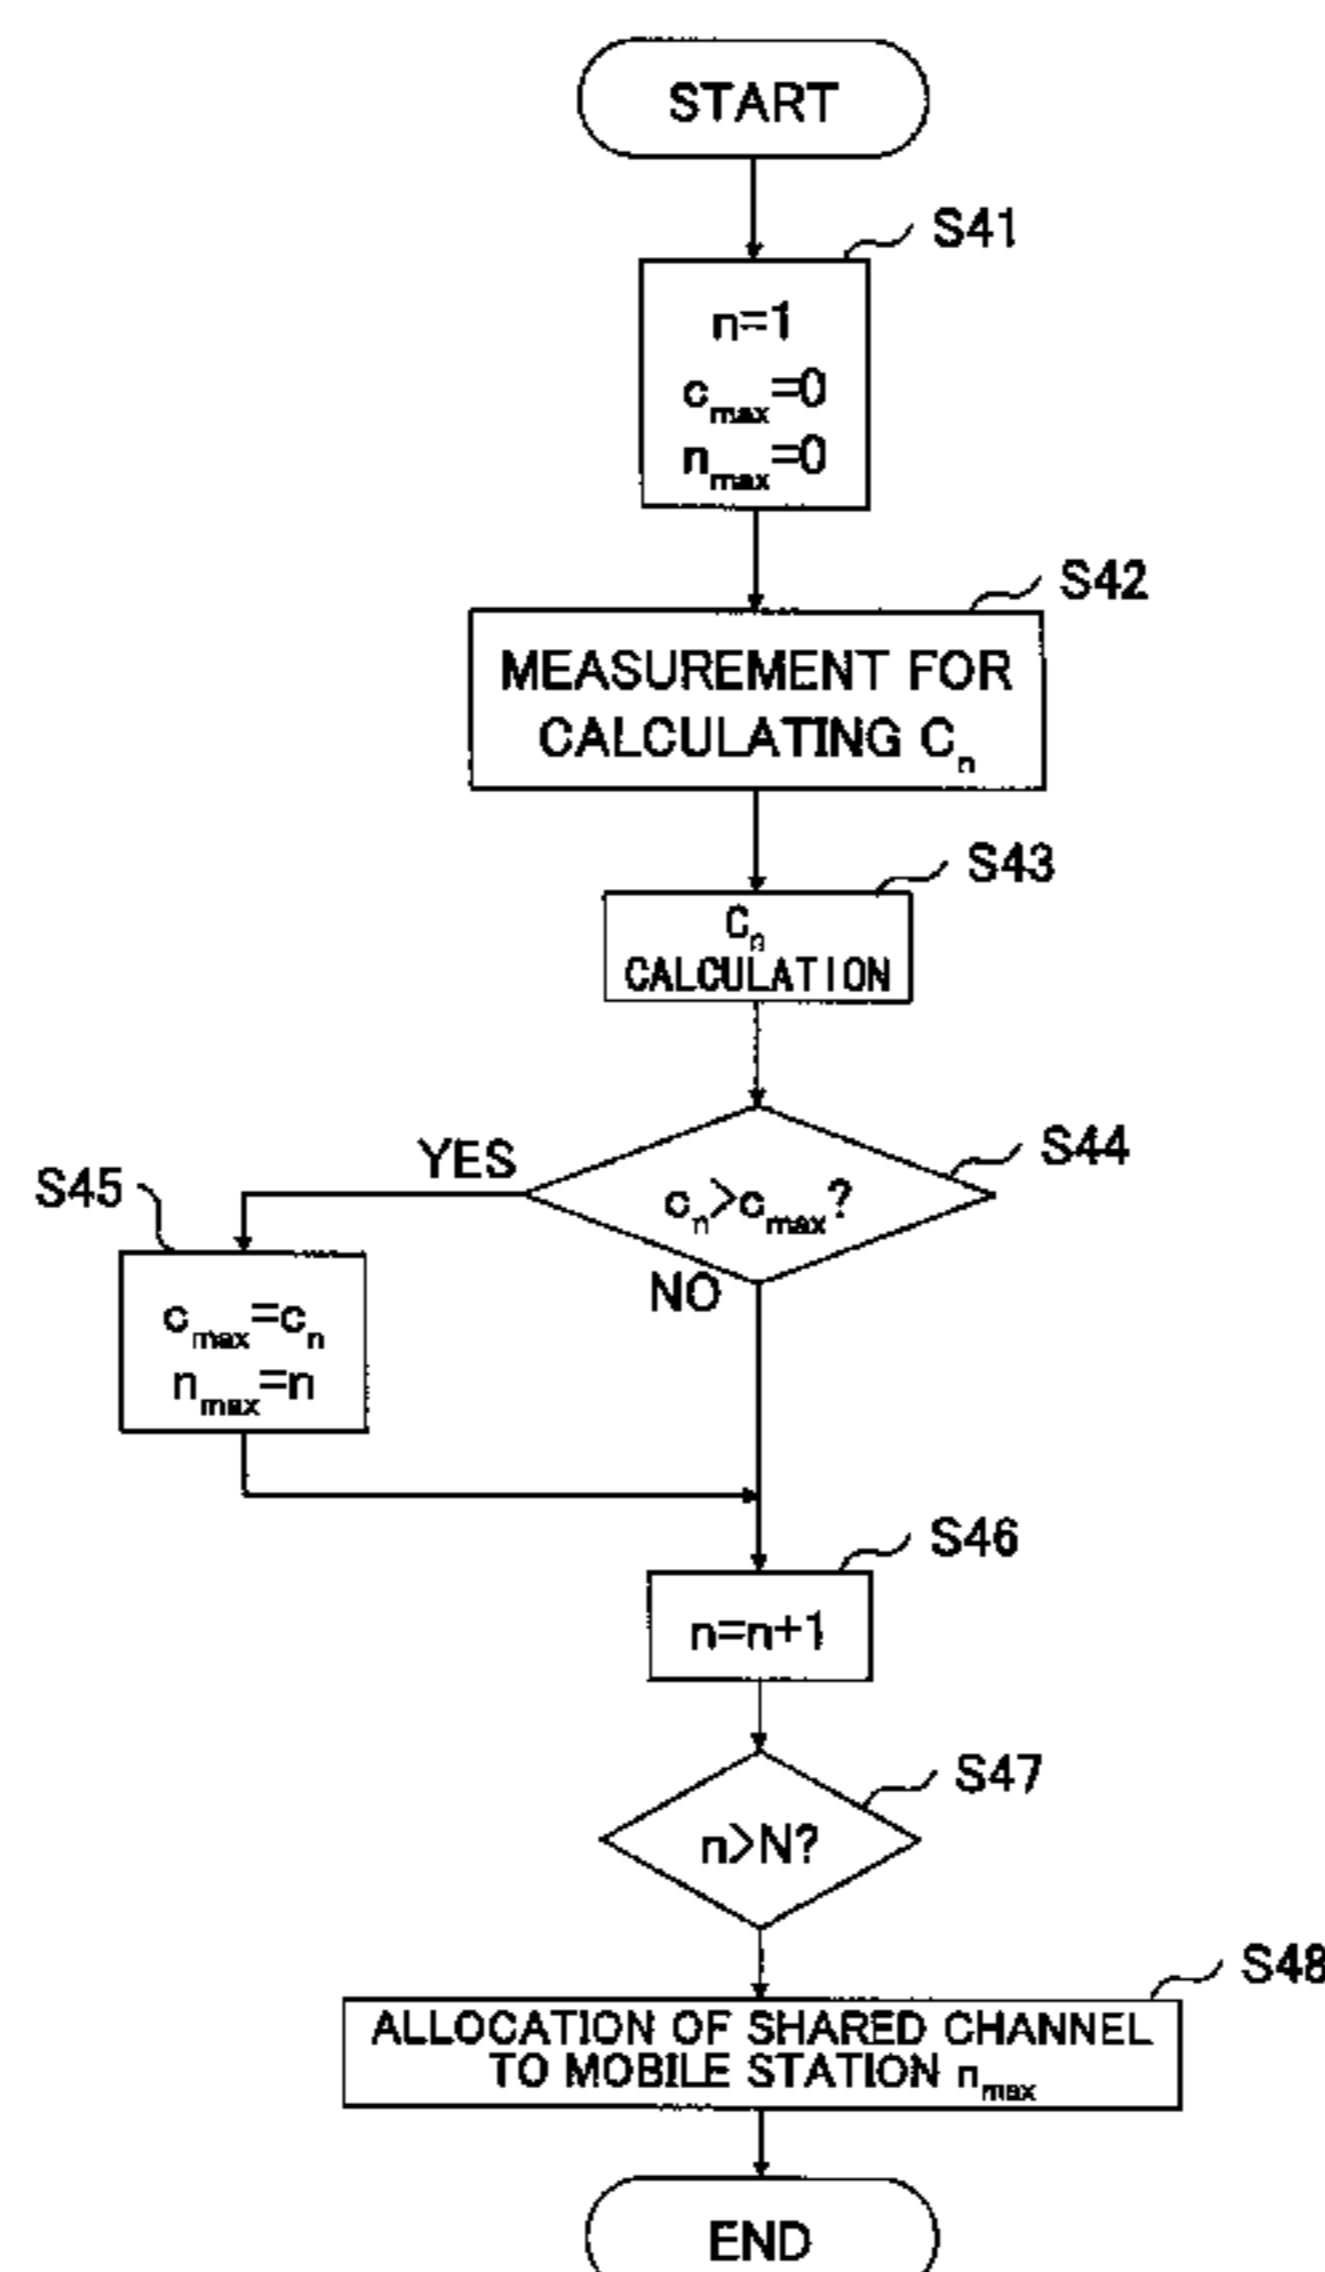 START
S41
n=1
cmax=0
nmax=0
S42
MEASUREMENT FOR
CALCULATING Cn
S43
Cn
CALCULATION
S44
YES
cn>cmax?
S45
NO
cmax=cn
nmax=n
S46
n=n+1
S47
n>N?
S48
ALLOCATION OF SHARED CHANNEL
TO MOBILE STATION nmax
END